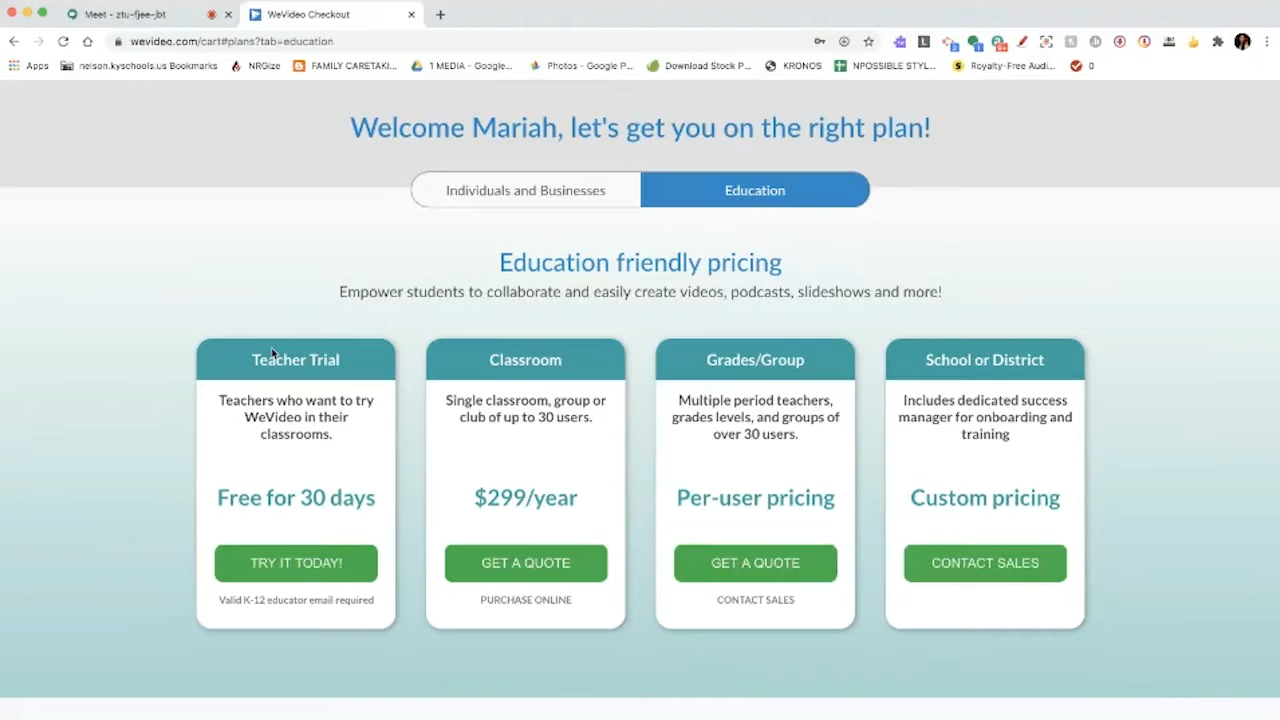 Meet - ztu-fjee-jbt
WeVideo Checkout
wevideo.com/cart#plans?tab=education
Apps
nelson.kyschools.us Bookmarks
NRGize
FAMILY CARETAKI...
1 MEDIA - Google...
Photos - Google P...
Download Stock P...
KRONOS
NPOSSIBLE STYL...
Royalty-Free Audi...
0
Welcome Mariah, let's get you on the right plan!
Individuals and Businesses
Education
Education friendly pricing
Empower students to collaborate and easily create videos, podcasts, slideshows and more!
Teacher Trial
Teachers who want to try
WeVideo in their
classrooms.
Free for 30 days
TRY IT TODAY!
Valid K-12 educator email required
Classroom
Single classroom, group or
club of up to 30 users.
$299/year
GET A QUOTE
PURCHASE ONLINE
Grades/Group
Multiple period teachers,
grades levels, and groups of
over 30 users.
Per-user pricing
GET A QUOTE
CONTACT SALES
School or District
Includes dedicated success
manager for onboarding and
training
Custom pricing
CONTACT SALES